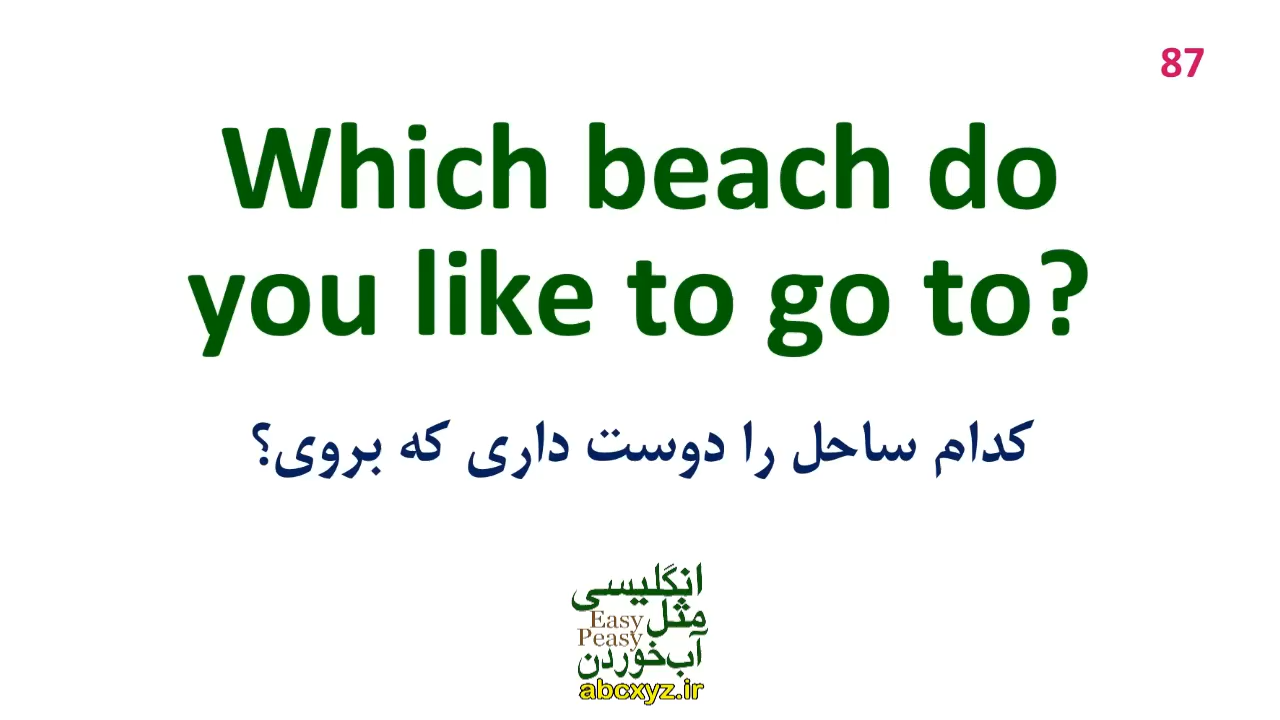 87
Which beach do
you like to go to?
کدام ساحل را دوست داری که بروی؟
انگلیسی
مثل
Easy
Peasy
آب‌خوردن
abcxyz.ir